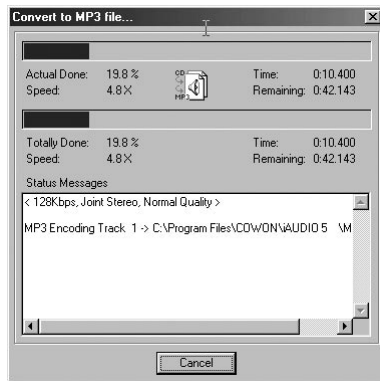 Convert to MP3 file...
Actual Done: 19.8 % Time: 0:10.400
Speed: 4.8X Remaining: 0:42.143
CD
MP3
Totally Done: 19.8 % Time: 0:10.400
Speed: 4.8X Remaining: 0:42.143
Status Messages
< 128Kbps, Joint Stereo, Normal Quality >
MP3 Encoding Track 1 -> C:\Program Files\COWON\iAUDIO 5 \M
Cancel